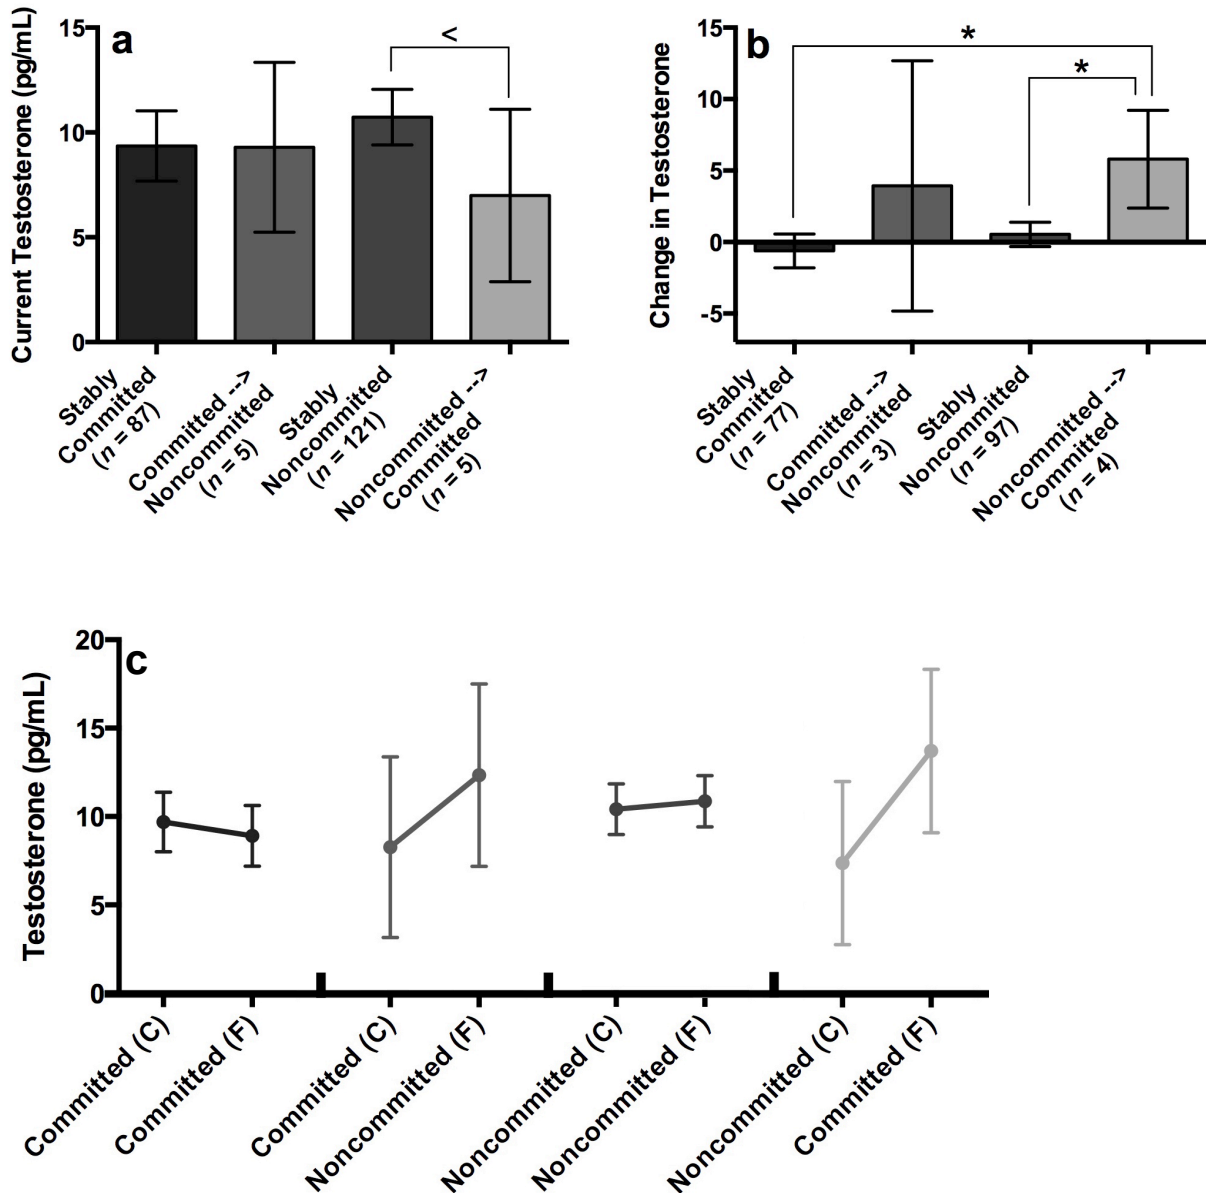 a
<
Current Testosterone (pg/mL)
15
10
5
0
Stably
Committed
(n = 87)
Committed -->
Noncommitted
(n = 5)
Stably
Noncommitted
(n = 121)
Noncommitted -->
Committed
(n = 5)
b
*
*
Change in Testosterone
15
10
5
0
-5
Stably
Committed
(n = 77)
Committed -->
Noncommitted
(n = 3)
Stably
Noncommitted
(n = 97)
Noncommitted -->
Committed
(n = 4)
c
Testosterone (pg/mL)
20
15
10
5
0
Committed (C)
Committed (F)
Committed (C)
Noncommitted (F)
Noncommitted (C)
Noncommitted (F)
Noncommitted (C)
Committed (F)